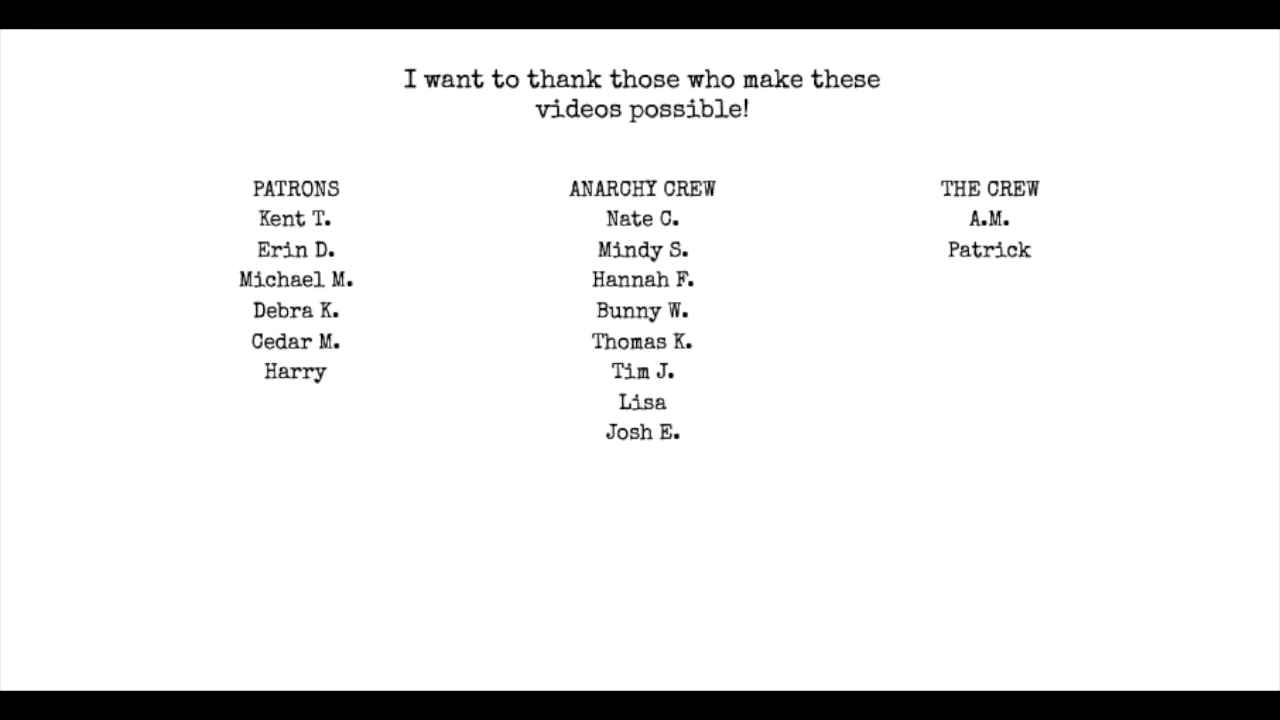 I want to thank those who make these
videos possible!
PATRONS
Kent T.
Erin D.
Michael M.
Debra K.
Cedar M.
Harry
ANARCHY CREW
Nate C.
Mindy S.
Hannah F.
Bunny W.
Thomas K.
Tim J.
Lisa
Josh E.
THE CREW
A.M.
Patrick